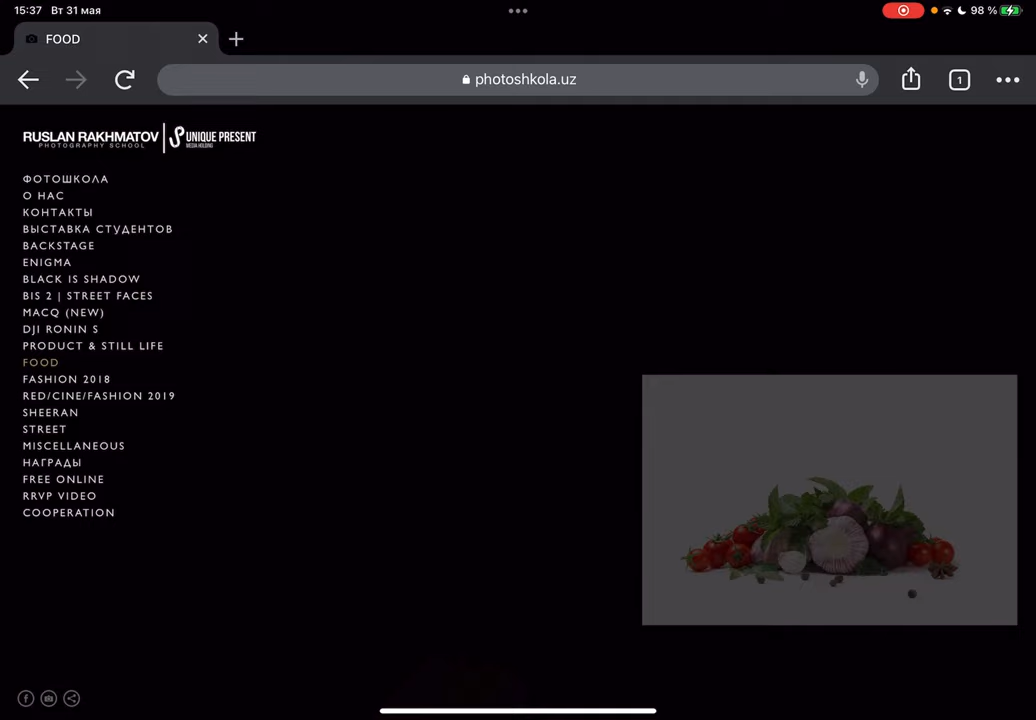 15:37 Вт 31 мая
98 %
FOOD
photoshkola.uz
1
RUSLAN RAKHMATOV
PHOTOGRAPHY SCHOOL
UNIQUE PRESENT
MEDIA HOLDING
ФОТОШКОЛА
О НАС
КОНТАКТЫ
ВЫСТАВКА СТУДЕНТОВ
BACKSTAGE
ENIGMA
BLACK IS SHADOW
BIS 2 | STREET FACES
MACQ (NEW)
DJI RONIN S
PRODUCT & STILL LIFE
FOOD
FASHION 2018
RED/CINE/FASHION 2019
SHEERAN
STREET
MISCELLANEOUS
НАГРАДЫ
FREE ONLINE
RRVP VIDEO
COOPERATION